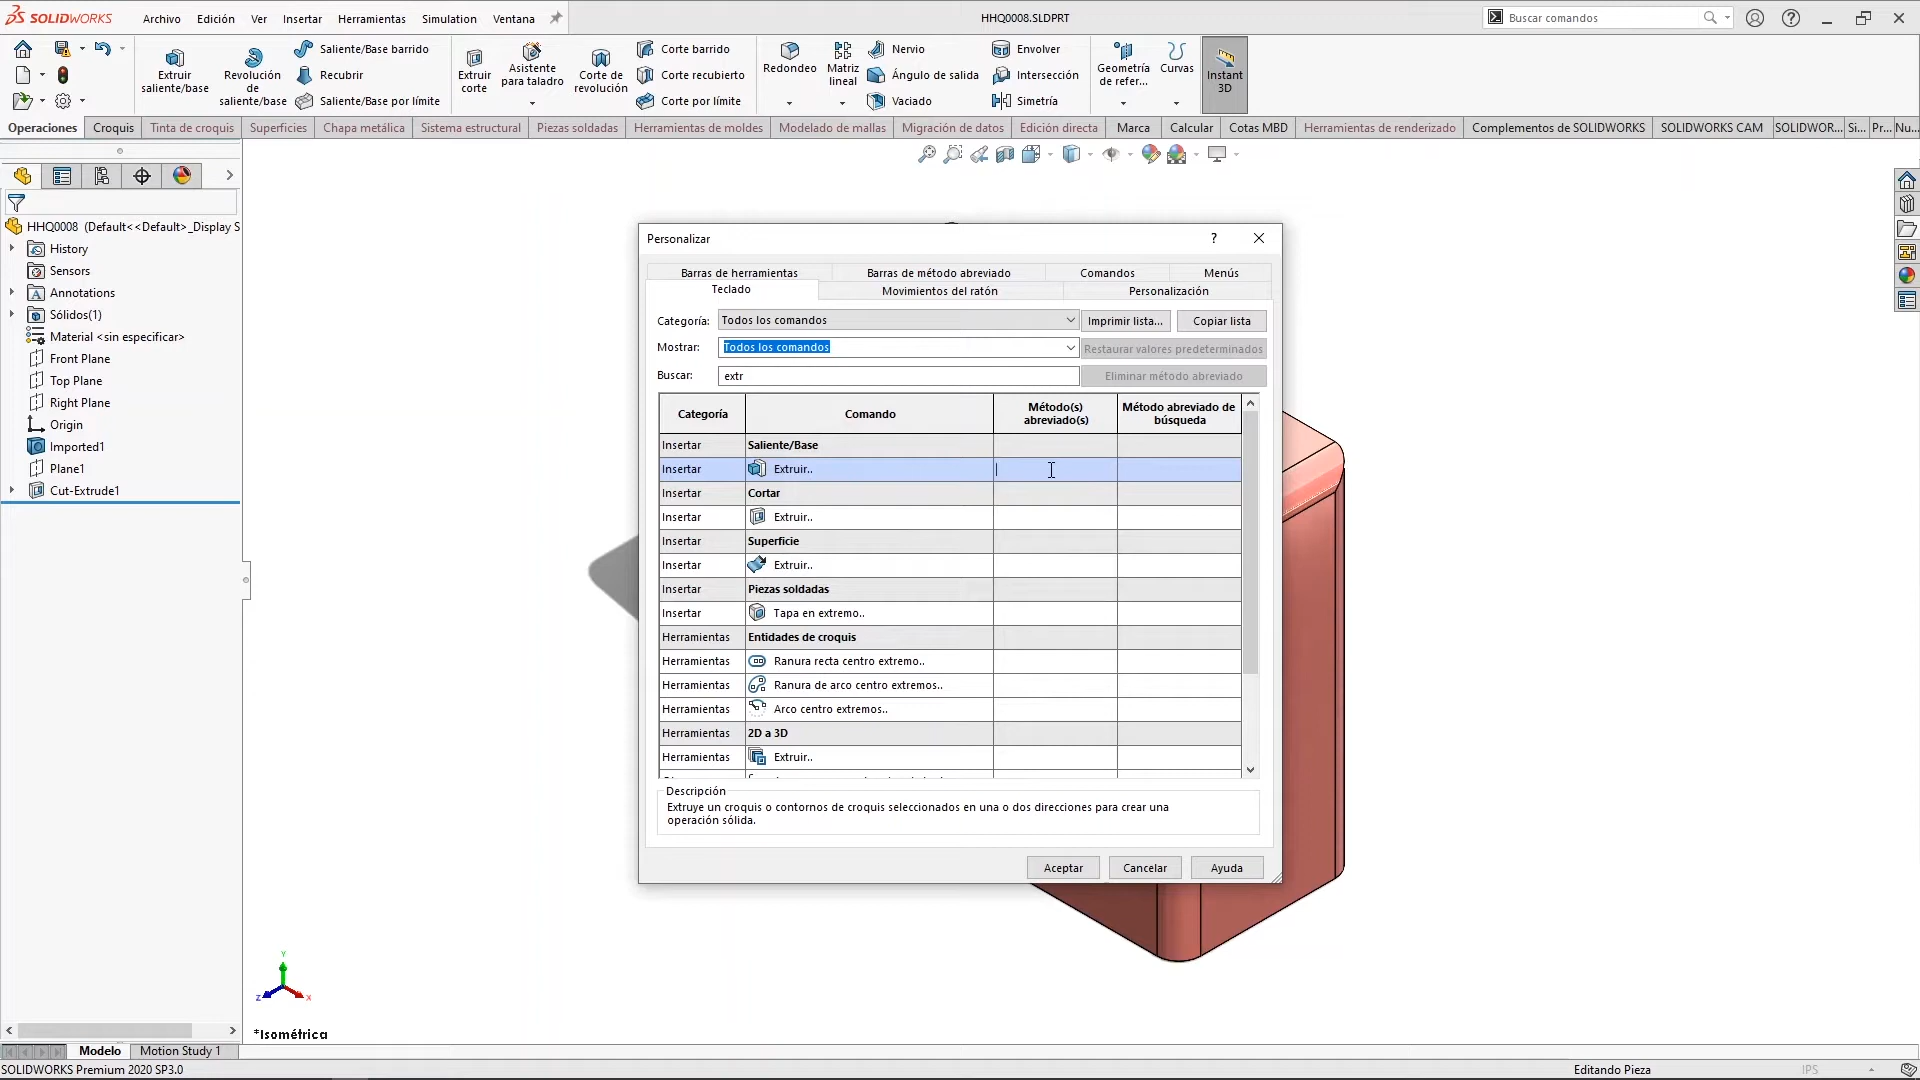 SOLIDWORKS
Archivo Edición Ver Insertar Herramientas Simulation Ventana
HHQ0008.SLDPRT
Buscar comandos
Extruir saliente/base
Revolución de saliente/base
Saliente/Base barrido
Recubrir
Saliente/Base por límite
Extruir corte
Asistente para taladro
Corte de revolución
Corte barrido
Corte recubierto
Corte por límite
Redondeo
Matriz lineal
Nervio
Ángulo de salida
Vaciado
Envolver
Intersección
Simetría
Geometría de refer...
Curvas
Instant 3D
Operaciones Croquis Tinta de croquis Superficies Chapa metálica Sistema estructural Piezas soldadas Herramientas de moldes Modelado de mallas Migración de datos Edición directa Marca Calcular Cotas MBD Herramientas de renderizado Complementos de SOLIDWORKS SOLIDWORKS CAM SOLIDWOR... Si... Pr... Nu...
HHQ0008 (Default<<Default>_Display S
History
Sensors
Annotations
Sólidos(1)
Material <sin especificar>
Front Plane
Top Plane
Right Plane
Origin
Imported1
Plane1
Cut-Extrude1
Personalizar ?
Barras de herramientas Barras de método abreviado Comandos Menús
Teclado Movimientos del ratón Personalización
Categoría: Todos los comandos Imprimir lista... Copiar lista
Mostrar: Todos los comandos Restaurar valores predeterminados
Buscar: extr Eliminar método abreviado
Categoría Comando Método(s) abreviado(s) Método abreviado de búsqueda
Insertar Saliente/Base
Insertar Extruir..
Insertar Cortar
Insertar Extruir..
Insertar Superficie
Insertar Extruir..
Insertar Piezas soldadas
Insertar Tapa en extremo..
Herramientas Entidades de croquis
Herramientas Ranura recta centro extremo..
Herramientas Ranura de arco centro extremos..
Herramientas Arco centro extremos..
Herramientas 2D a 3D
Herramientas Extruir..
Descripción
Extruye un croquis o contornos de croquis seleccionados en una o dos direcciones para crear una
operación sólida.
Aceptar Cancelar Ayuda
Y
Z X
*Isométrica
Modelo Motion Study 1
SOLIDWORKS Premium 2020 SP3.0 Editando Pieza IPS